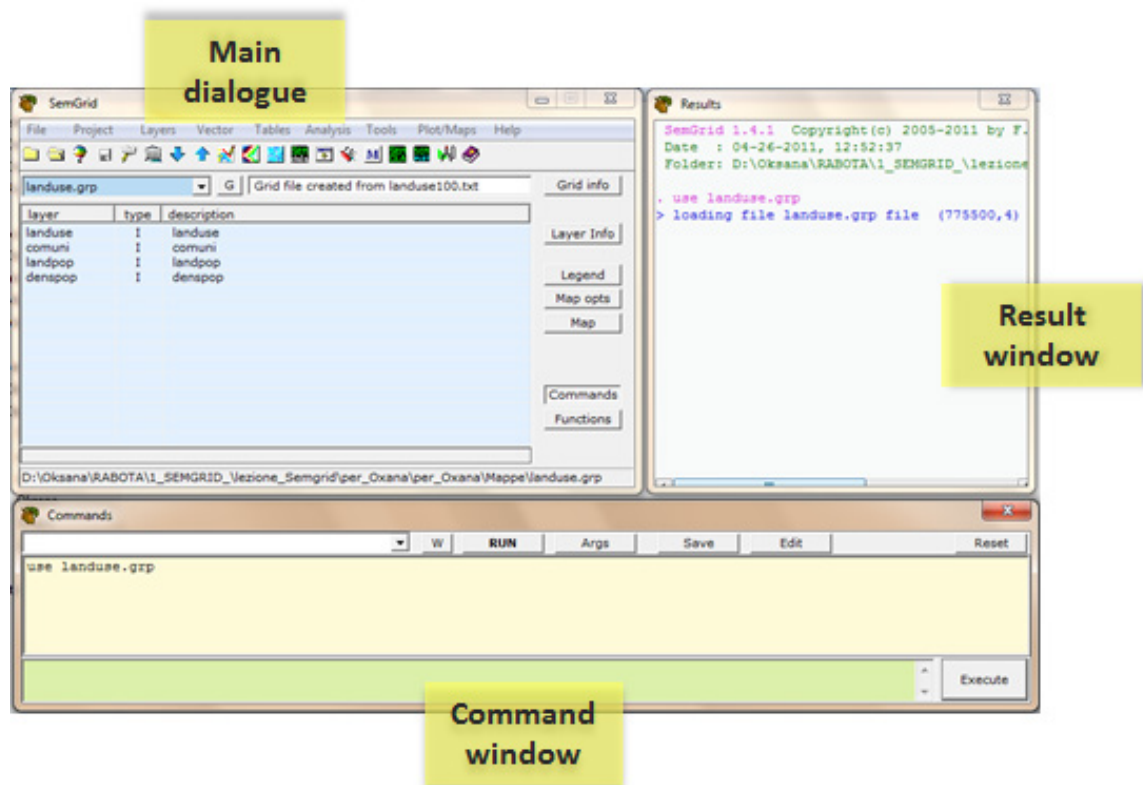 Main
dialogue
SemGrid
File Project Layers Vector Tables Analysis Tools Plot/Maps Help
landuse.grp G Grid file created from landuse100.txt Grid info
layer type description
landuse I landuse
comuni I comuni
landpop I landpop
denspop I denspop
Layer Info
Legend
Map opts
Map
Commands
Functions
D:\Oksana\RABOTA\1_SEMGRID_\lezione_Semgrid\per_Oxana\per_Oxana\Mappe\landuse.grp
Results
SemGrid 1.4.1 Copyright(c) 2005-2011 by F.
Date : 04-26-2011, 12:52:37
Folder: D:\Oksana\RABOTA\1_SEMGRID_\lezione
. use landuse.grp
> loading file landuse.grp file (775500,4)
Result
window
Commands
W RUN Args Save Edit Reset
use landuse.grp
Execute
Command
window